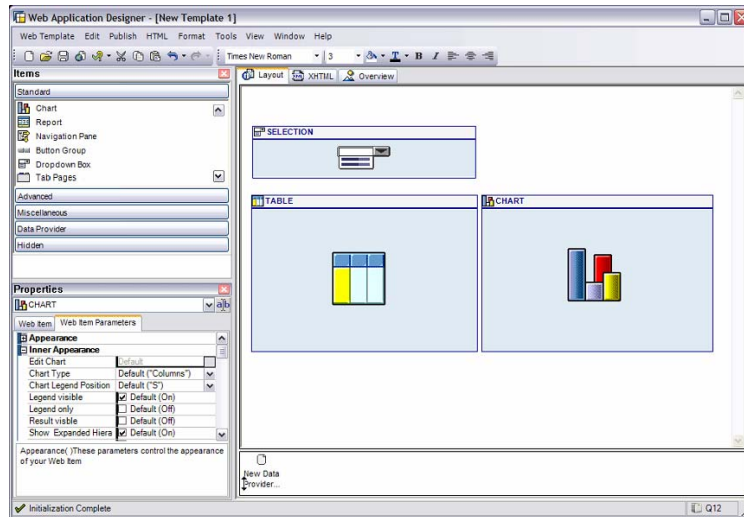 Web Application Designer - [New Template 1]
Web Template Edit Publish HTML Format Tools View Window Help
Times New Roman 3 B I
Items
Standard
Chart
Report
Navigation Pane
Button Group
Dropdown Box
Tab Pages
Advanced
Miscellaneous
Data Provider
Hidden
Properties
CHART
Web Item Web Item Parameters
Appearance
Inner Appearance
Edit Chart Default
Chart Type Default ("Columns")
Chart Legend Position Default ("S")
Legend visible Default (On)
Legend only Default (Off)
Result visble Default (Off)
Show Expanded Hiera Default (On)
Appearance( )These parameters control the appearance
of your Web Item
Layout XHTML Overview
SELECTION
TABLE
CHART
New Data
Provider...
Initialization Complete
Q12